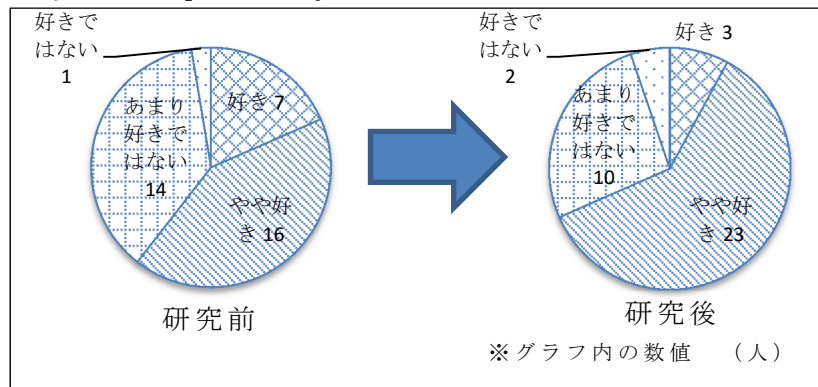 好きで
はない
1
好き 7
あまり
好きで
はない
14
やや好
き 16
研究前
好きで
はない
2
好き 3
あまり
好きで
はない
10
やや好
き 23
研究後
※グラフ内の数値 （人）